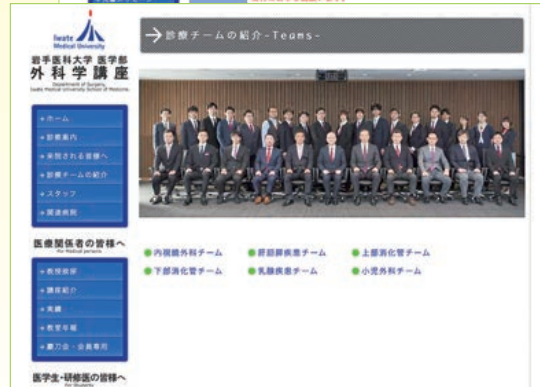 Iwate
Medical University
岩手医科大学 医学部
外科学講座
Department of Surgery,
Iwate Medical University School of Medicine.
→診療チームの紹介-Teams-
ホーム
診療案内
来院される皆様へ
診療チームの紹介
スタッフ
関連病院
内視鏡外科チーム
肝胆膵疾患チーム
上部消化管チーム
下部消化管チーム
乳腺疾患チーム
小児外科チーム
医療関係者の皆様へ
For Medical persons
教授挨拶
講座紹介
実績
教室年報
医学生・研修医の皆様へ
For Students